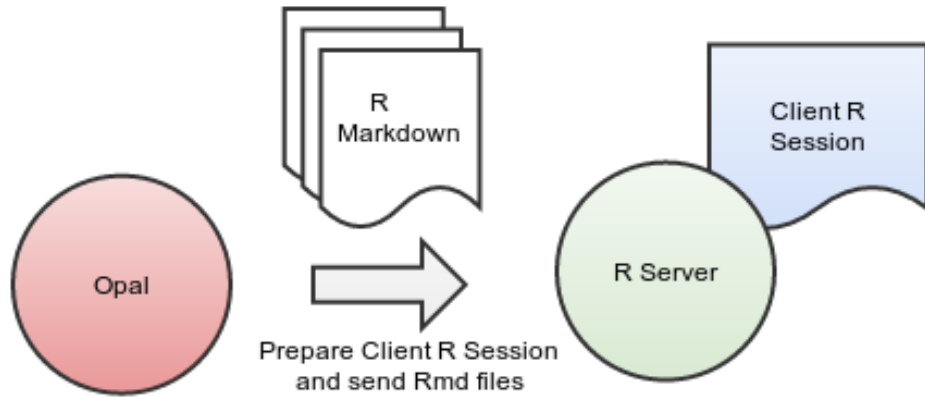 R
Markdown
Client R
Session
Opal
R Server
Prepare Client R Session
and send Rmd files